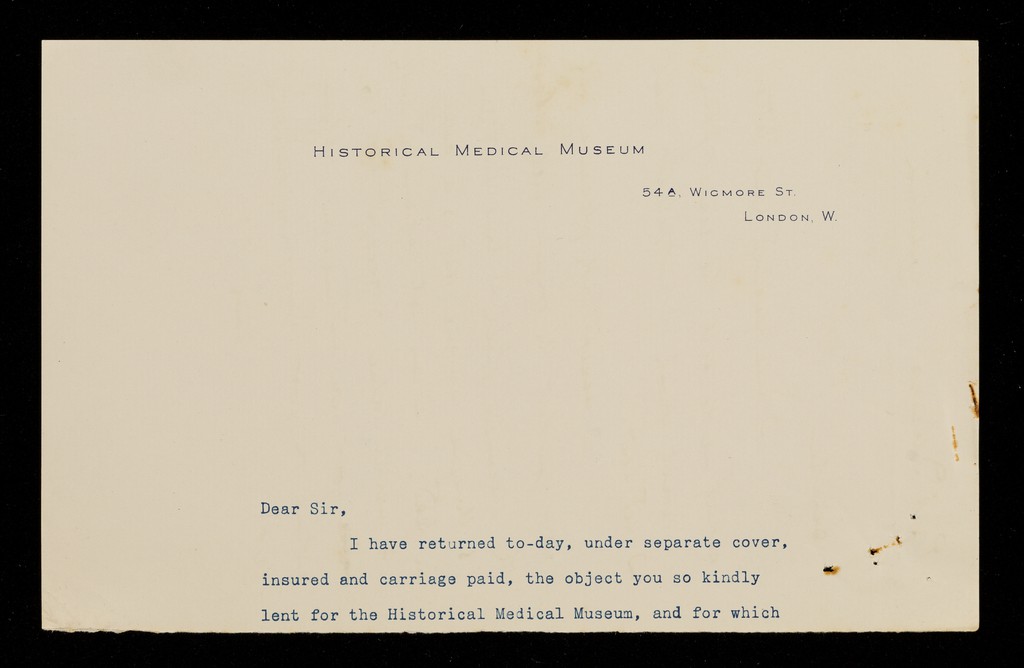 HISTORICAL MEDICAL MUSEUM
54A, WIGMORE ST.
LONDON, W.
Dear Sir,
I have returned to-day, under separate cover,
insured and carriage paid, the object you so kindly
lent for the Historical Medical Museum, and for which